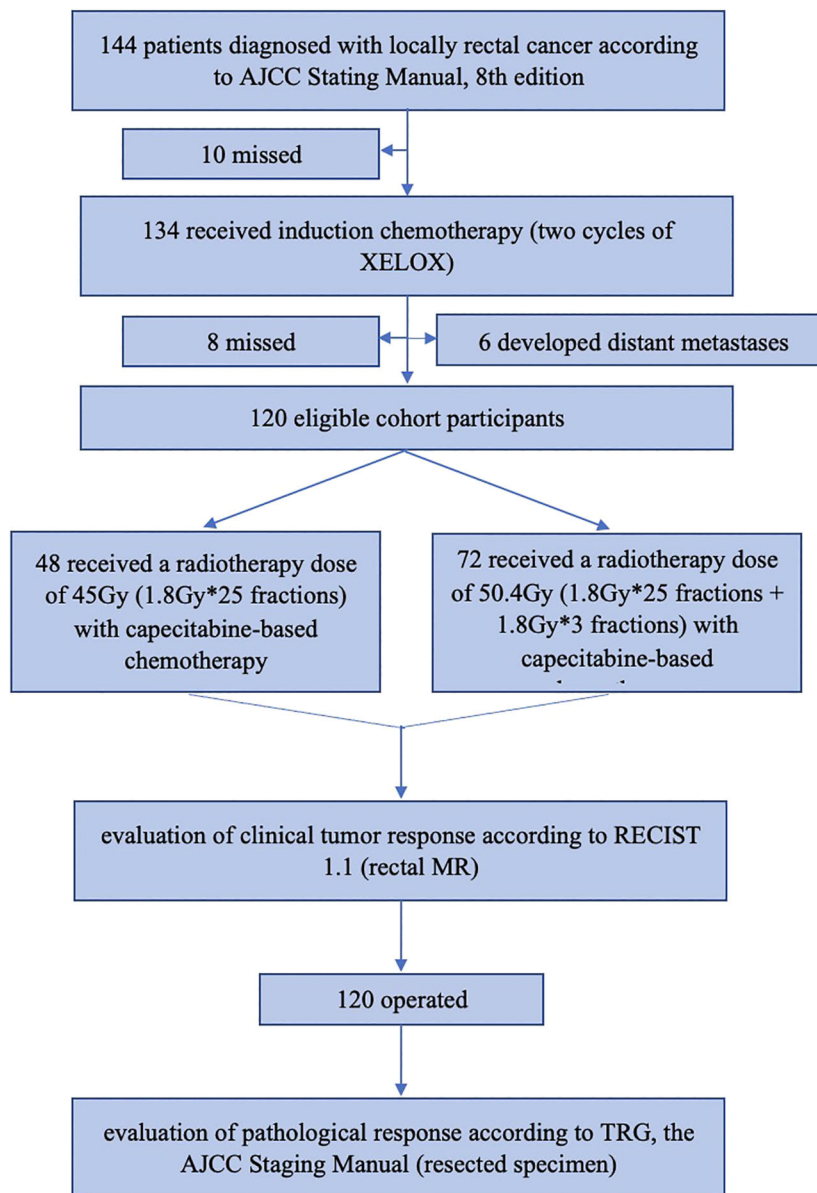 144 patients diagnosed with locally rectal cancer according
to AJCC Stating Manual, 8th edition
10 missed
134 received induction chemotherapy (two cycles of
XELOX)
8 missed
6 developed distant metastases
120 eligible cohort participants
48 received a radiotherapy dose
of 45Gy (1.8Gy*25 fractions)
with capecitabine-based
chemotherapy
72 received a radiotherapy dose
of 50.4Gy (1.8Gy*25 fractions +
1.8Gy*3 fractions) with
capecitabine-based
evaluation of clinical tumor response according to RECIST
1.1 (rectal MR)
120 operated
evaluation of pathological response according to TRG, the
AJCC Staging Manual (resected specimen)